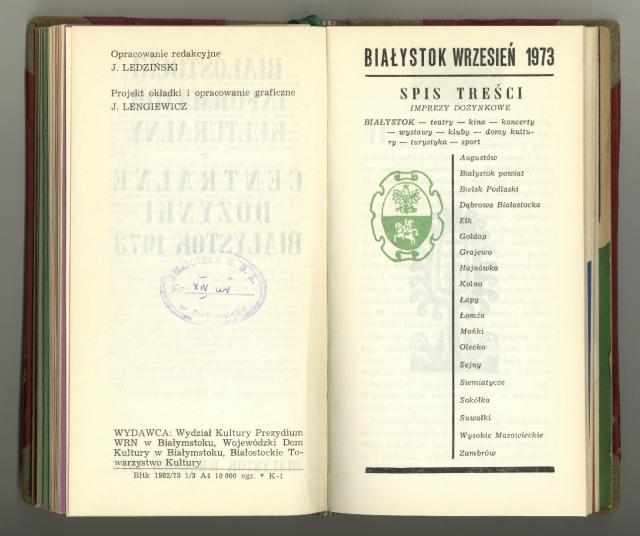 Opracowanie redakcyjne
J. LEDZIŃSKI
Projekt okładki i opracowanie graficzne
J. LENGIEWICZ
BIBLIOTEKA
Nr
WYDAWCA: Wydział Kultury Prezydium
WRN w Białymstoku, Wojewódzki Dom
Kultury w Białymstoku, Białostockie To-
warzystwo Kultury
Błik 1982/73 1/3 A4 10 000 egz. * K-1
BIAŁYSTOK WRZESIEŃ 1973
SPIS TREŚCI
IMPREZY DOŻYNKOWE
BIAŁYSTOK — teatry — kina — koncerty
— wystawy — kluby — domy kultu-
ry — turystyka — sport
Augustów
Białystok powiat
Bielsk Podlaski
Dąbrowa Białostocka
Ełk
Gołdap
Grajewo
Hajnówka
Kolno
Łapy
Łomża
Mońki
Olecko
Sejny
Siemiatycze
Sokółka
Suwałki
Wysokie Mazowieckie
Zambrów